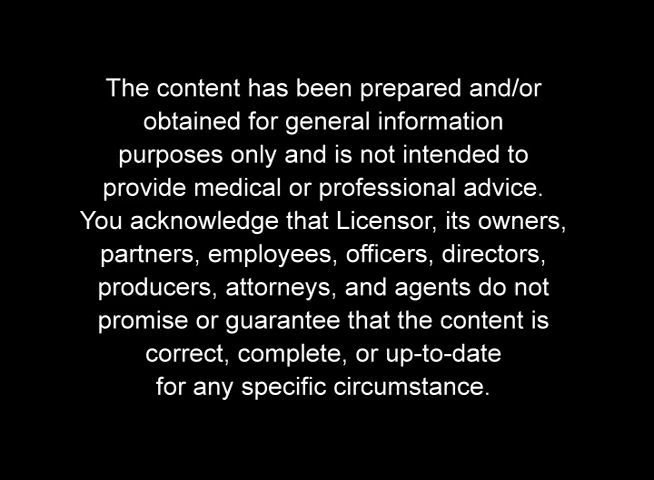 The content has been prepared and/or
obtained for general information
purposes only and is not intended to
provide medical or professional advice.
You acknowledge that Licensor, its owners,
partners, employees, officers, directors,
producers, attorneys, and agents do not
promise or guarantee that the content is
correct, complete, or up-to-date
for any specific circumstance.